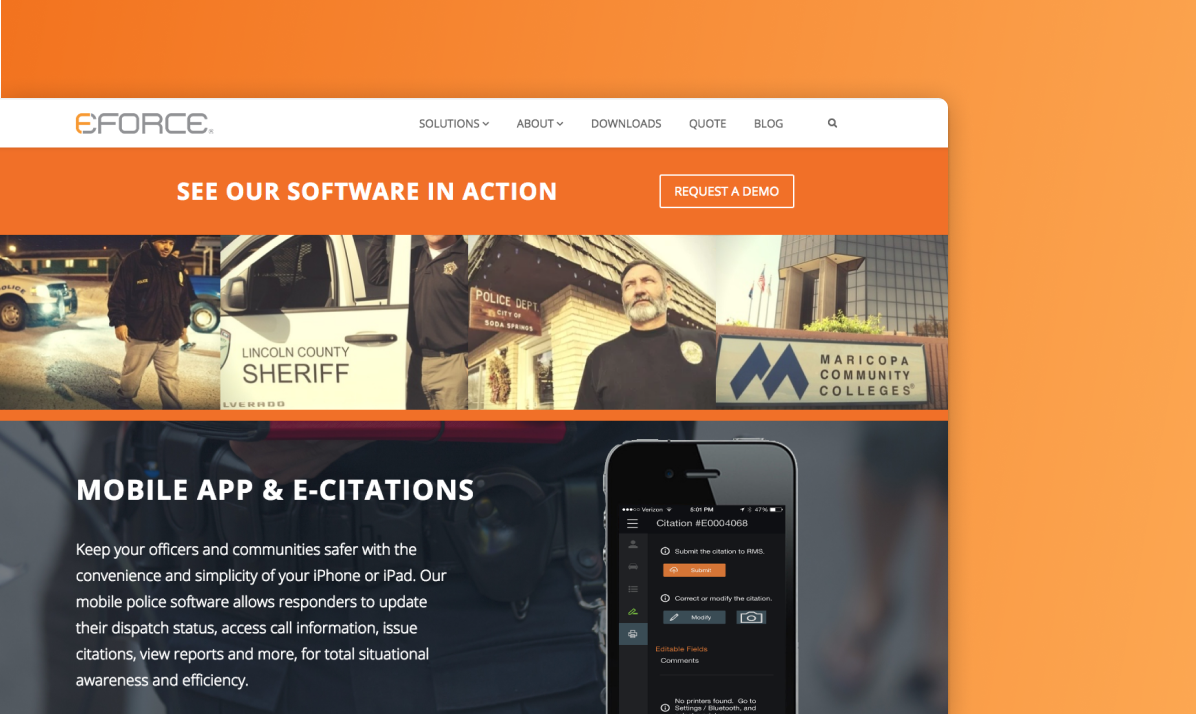 EFORCE®
SOLUTIONS ABOUT DOWNLOADS QUOTE BLOG
SEE OUR SOFTWARE IN ACTION
REQUEST A DEMO
POLICE
LINCOLN COUNTY
SHERIFF
LVERADO
POLICE DEPT.
CITY OF
SODA SPRINGS
MARICOPA
COMMUNITY
COLLEGES®
MOBILE APP & E-CITATIONS
Keep your officers and communities safer with the
convenience and simplicity of your iPhone or iPad. Our
mobile police software allows responders to update
their dispatch status, access call information, issue
citations, view reports and more, for total situational
awareness and efficiency.
Verizon 6:01 PM 47%
Citation #E0004068
Submit the citation to RMS.
Submit
Correct or modify the citation.
Modify
Editable Fields
Comments
No printers found. Go to
Settings / Bluetooth, and